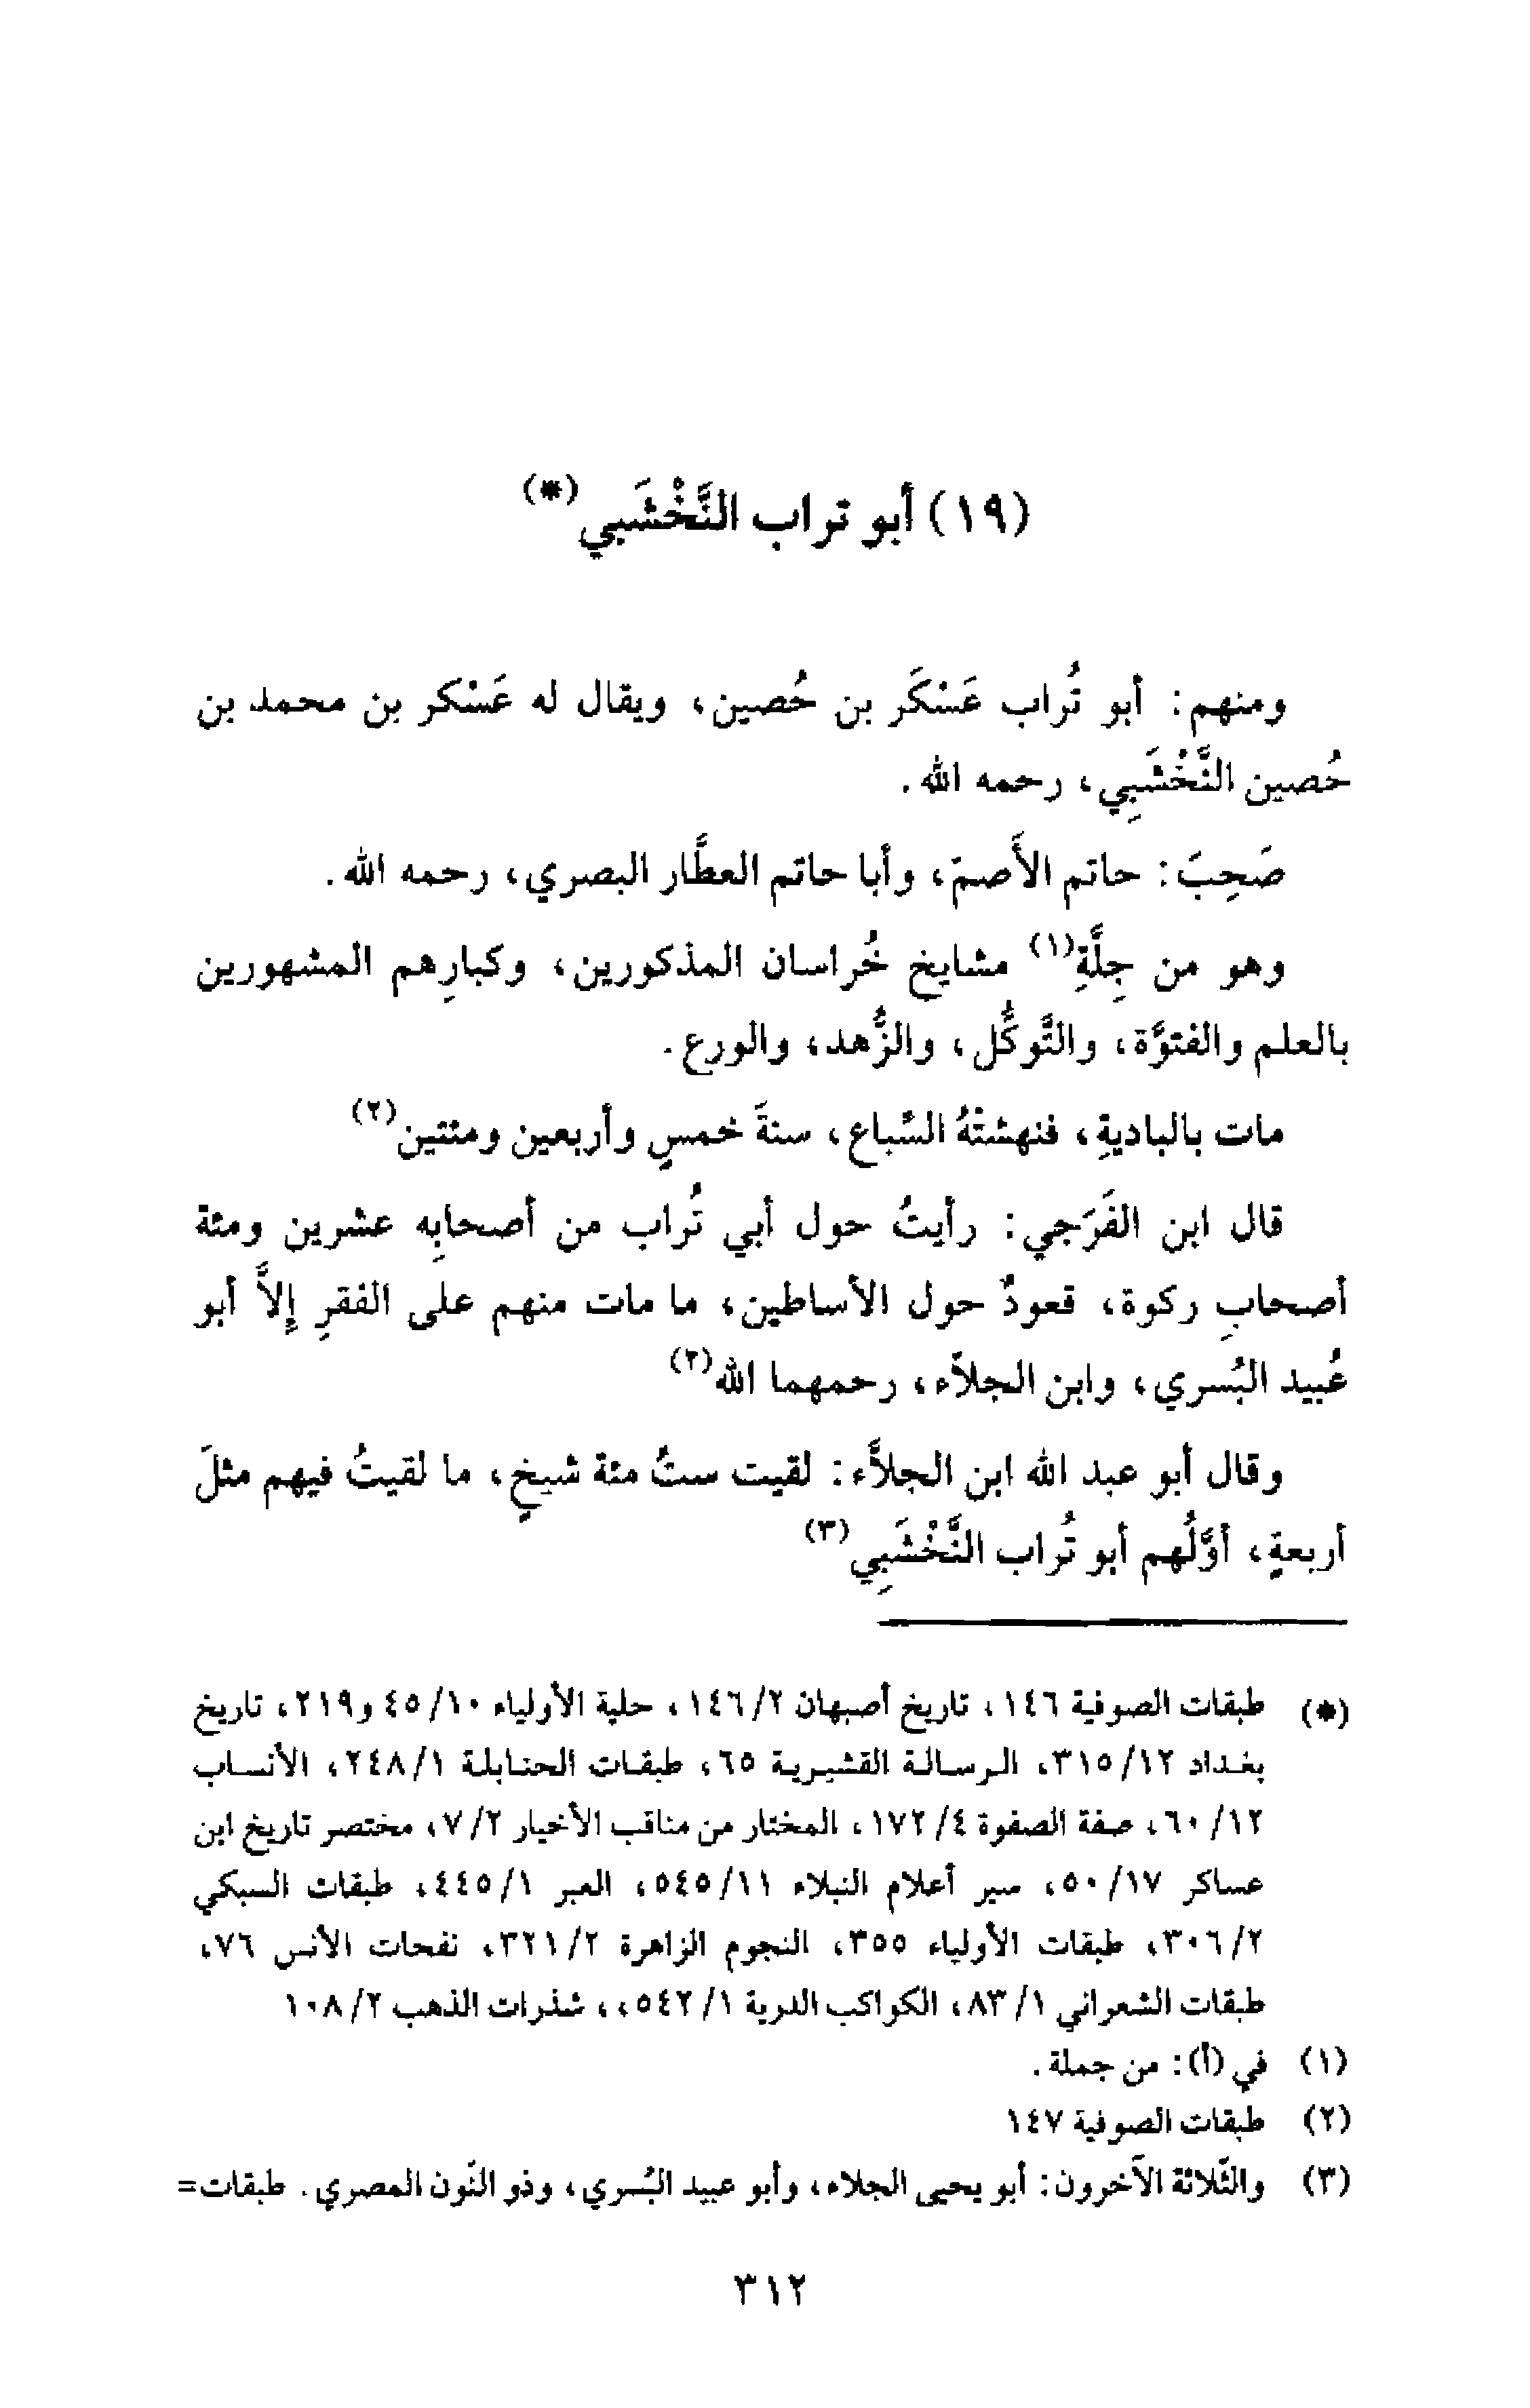 (١٩) أبو تراب النَّخْشَبي(*)
ومنهم: أبو تُراب عَسْكَر بن حُصين، ويقال له عَسْكر بن محمد بن
حُصين النَّخْشَبِي، رحمه الله.
صَحِبَ: حاتم الأَصمّ، وأبا حاتم العطَّار البصري، رحمه الله.
وهو من جِلَّةِ(١) مشايخ خُراسان المذكورين، وكبارِهم المشهورين
بالعلم والفتوَّة، والتَّوكُّل، والزُّهد، والورع.
مات بالباديةِ، فنهشتْهُ السِّباع، سنةَ خمسٍ وأربعين ومئتين(٢)
قال ابن الفَرَجي: رأيتُ حول أبي تُراب من أصحابِه عشرين ومئة
أصحابِ ركوة، قعودٌ حول الأساطين، ما مات منهم على الفقرِ إلاَّ أبو
عُبيد البُسري، وابن الجلاّء، رحمهما الله(٢)
وقال أبو عبد الله ابن الجلاَّء: لقيت ستُّ مئة شيخٍ، ما لقيتُ فيهم مثلَ
أربعةٍ، أوَّلُهم أبو تُراب النَّخْشَبِي(٣)
(*) طبقات الصوفية ١٤٦، تاريخ أصبهان ٢/ ١٤٦، حلية الأولياء ١٠/ ٤٥ و٢١٩، تاريخ
بغداد ١٢/ ٣١٥، الرسالة القشيرية ٦٥، طبقات الحنابلة ١/ ٢٤٨، الأنساب
١٢/ ٦٠، صفة الصفوة ٤/ ١٧٢، المختار من مناقب الأخيار ٢/ ٧، مختصر تاريخ ابن
عساكر ١٧/ ٥٠، سير أعلام النبلاء ١١/ ٥٤٥، العبر ١/ ٤٤٥، طبقات السبكي
٢/ ٣٠٦، طبقات الأولياء ٣٥٥، النجوم الزاهرة ٢/ ٣٢١، نفحات الأنس ٧٦،
طبقات الشعراني ١/ ٨٣، الكواكب الدرية ١/ ٥٤٢،، شذرات الذهب ٢/ ١٠٨
(١) في (أ): من جملة.
(٢) طبقات الصوفية ١٤٧
(٣) والثّلاثة الآخرون: أبو يحيى الجلاء، وأبو عبيد البُسري، وذو النّون المصري. طبقات=
٣١٢